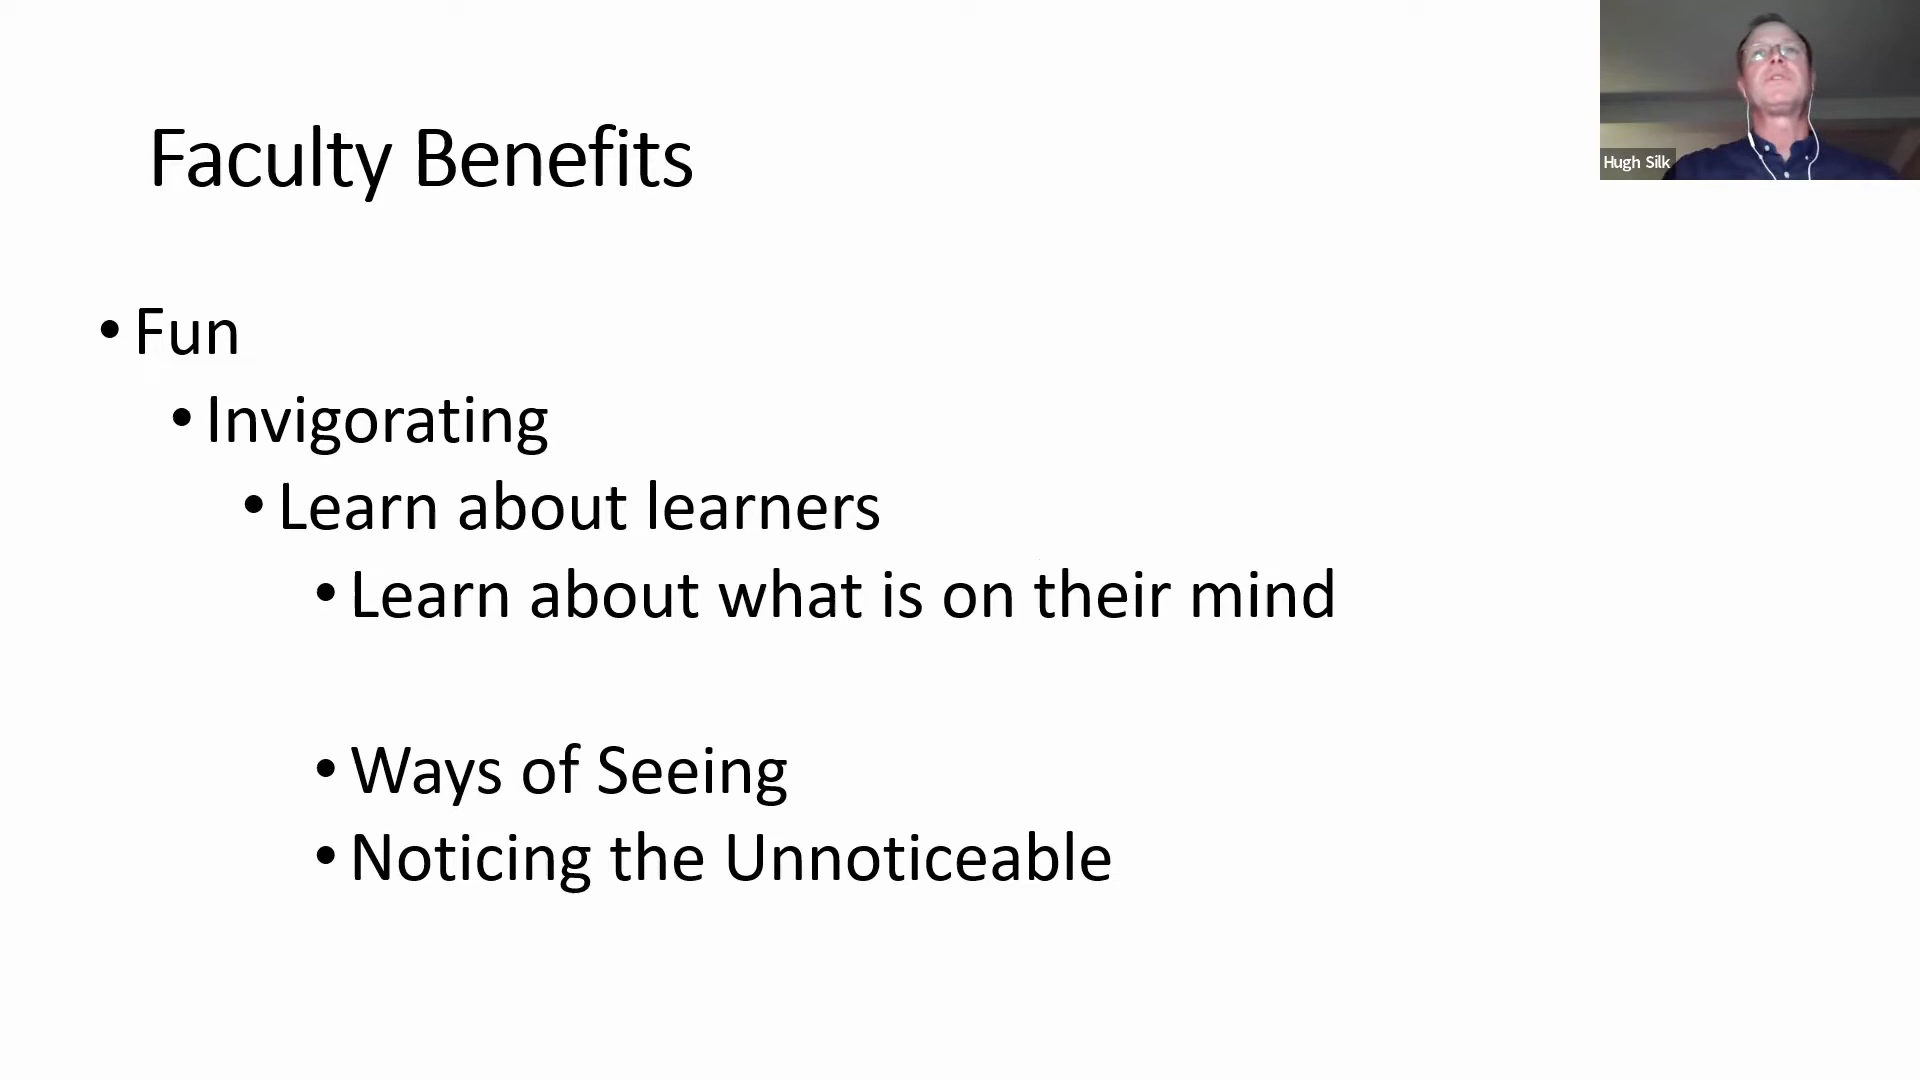 Faculty Benefits
Hugh Silk
• Fun
• Invigorating
• Learn about learners
• Learn about what is on their mind
• Ways of Seeing
• Noticing the Unnoticeable